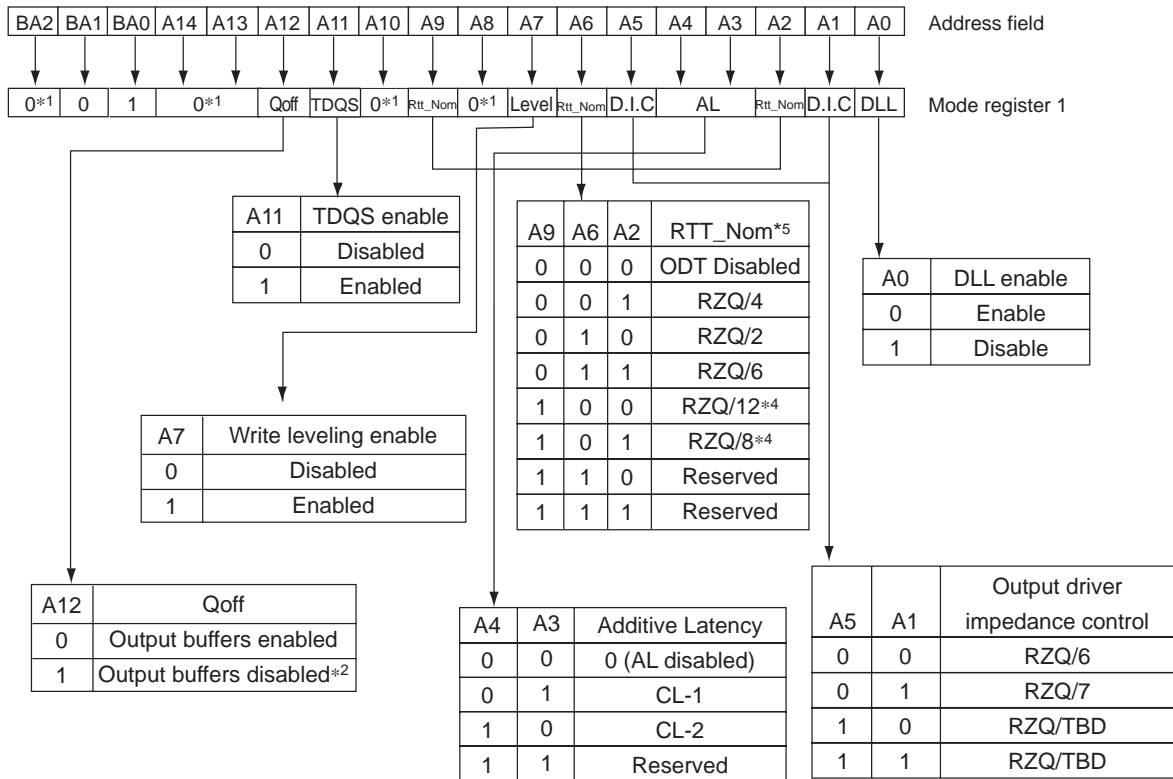 BA2 BA1 BA0 A14 A13 A12 A11 A10 A9 A8 A7 A6 A5 A4 A3 A2 A1 A0 Address field
0*1 0 1 0*1 Qoff TDQS 0*1 Rtt_Nom 0*1 Level Rtt_Nom D.I.C AL Rtt_Nom D.I.C DLL Mode register 1
A11 TDQS enable
0 Disabled
1 Enabled
A9 A6 A2 RTT_Nom*5
0 0 0 ODT Disabled
0 0 1 RZQ/4
0 1 0 RZQ/2
0 1 1 RZQ/6
1 0 0 RZQ/12*4
1 0 1 RZQ/8*4
1 1 0 Reserved
1 1 1 Reserved
A0 DLL enable
0 Enable
1 Disable
A7 Write leveling enable
0 Disabled
1 Enabled
A12 Qoff
0 Output buffers enabled
1 Output buffers disabled*2
A4 A3 Additive Latency
0 0 0 (AL disabled)
0 1 CL-1
1 0 CL-2
1 1 Reserved
Output driver
A5 A1 impedance control
0 0 RZQ/6
0 1 RZQ/7
1 0 RZQ/TBD
1 1 RZQ/TBD